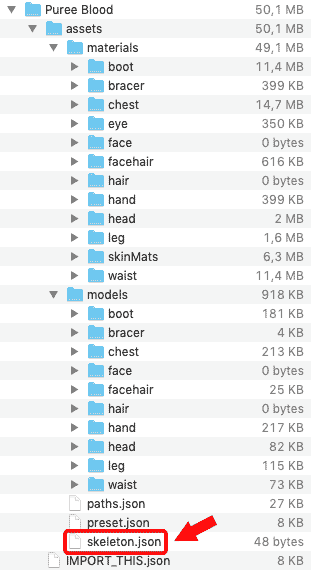 Puree Blood 50,1 MB
assets 50,1 MB
materials 49,1 MB
boot 11,4 MB
bracer 399 KB
chest 14,7 MB
eye 350 KB
face 0 bytes
facehair 616 KB
hair 0 bytes
hand 399 KB
head 2 MB
leg 1,6 MB
skinMats 6,3 MB
waist 11,4 MB
models 918 KB
boot 181 KB
bracer 4 KB
chest 213 KB
face 0 bytes
facehair 25 KB
hair 0 bytes
hand 217 KB
head 82 KB
leg 115 KB
waist 73 KB
paths.json 27 KB
preset.json 8 KB
skeleton.json 48 bytes
IMPORT_THIS.json 8 KB